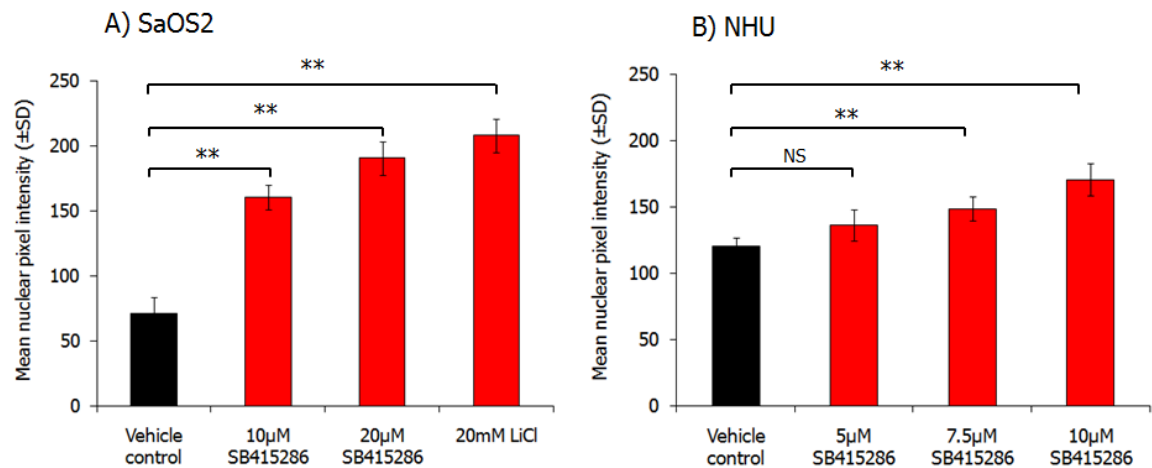 A) SaOS2
Mean nuclear pixel intensity (±SD)
250
200
150
100
50
0
**
**
**
Vehicle control
10µM SB415286
20µM SB415286
20mM LiCl
B) NHU
Mean nuclear pixel intensity (±SD)
250
200
150
100
50
0
**
**
NS
Vehicle control
5µM SB415286
7.5µM SB415286
10µM SB415286